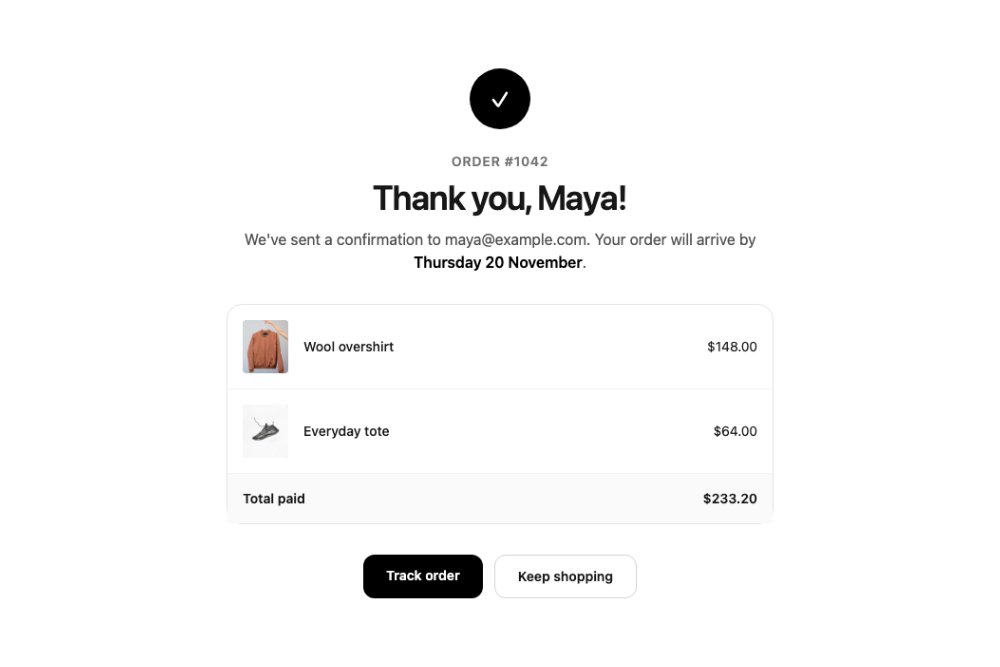 ORDER #1042
Thank you, Maya!
We've sent a confirmation to maya@example.com. Your order will arrive by
Thursday 20 November.
Wool overshirt $148.00
Everyday tote $64.00
Total paid $233.20
Track order Keep shopping